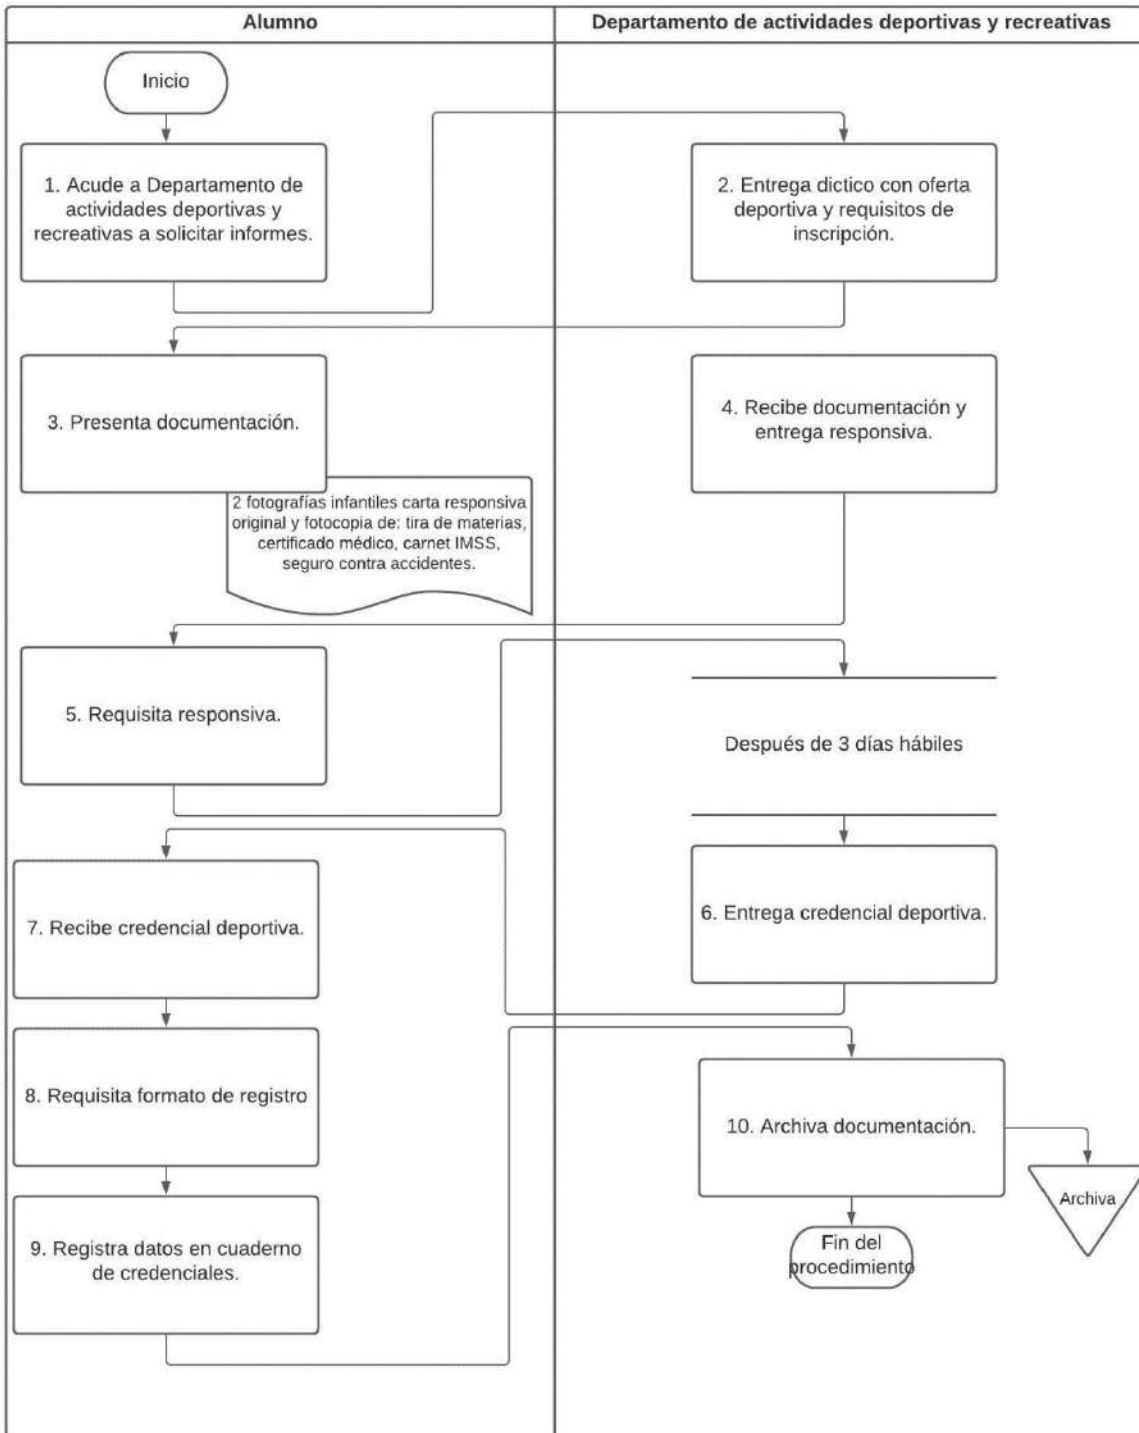 Alumno
Departamento de actividades deportivas y recreativas
Inicio
1. Acude a Departamento de
actividades deportivas y
recreativas a solicitar informes.
2. Entrega dictico con oferta
deportiva y requisitos de
inscripción.
3. Presenta documentación.
2 fotografías infantiles carta responsiva
original y fotocopia de: tira de materias,
certificado médico, carnet IMSS,
seguro contra accidentes.
4. Recibe documentación y
entrega responsiva.
5. Requisita responsiva.
Después de 3 días hábiles
6. Entrega credencial deportiva.
7. Recibe credencial deportiva.
8. Requisita formato de registro
9. Registra datos en cuaderno
de credenciales.
10. Archiva documentación.
Archiva
Fin del
procedimiento